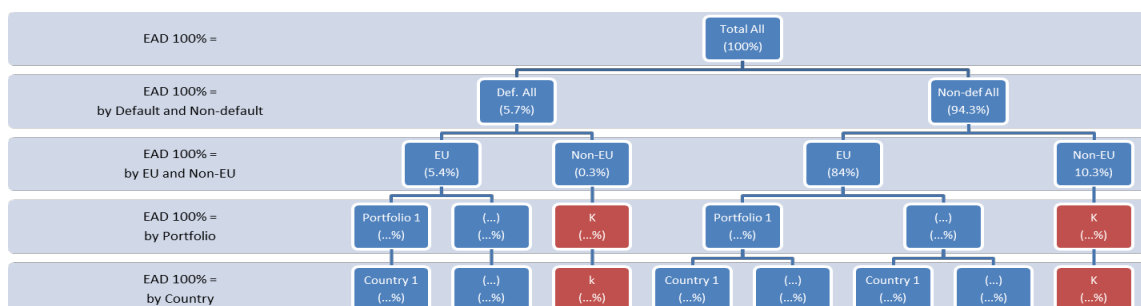 EAD 100% =
Total All
(100%)
EAD 100% =
by Default and Non-default
Def. All
(5.7%)
Non-def All
(94.3%)
EAD 100% =
by EU and Non-EU
EU
(5.4%)
Non-EU
(0.3%)
EU
(84%)
Non-EU
10.3%)
EAD 100% =
by Portfolio
Portfolio 1
(...%)
(...)
(...%)
K
(...%)
Portfolio 1
(...%)
(...)
(...%)
K
(...%)
EAD 100% =
by Country
Country 1
(...%)
(...)
(...%)
k
(...%)
Country 1
(...%)
(...)
(...%)
Country 1
(...%)
(...)
(...%)
K
(...%)